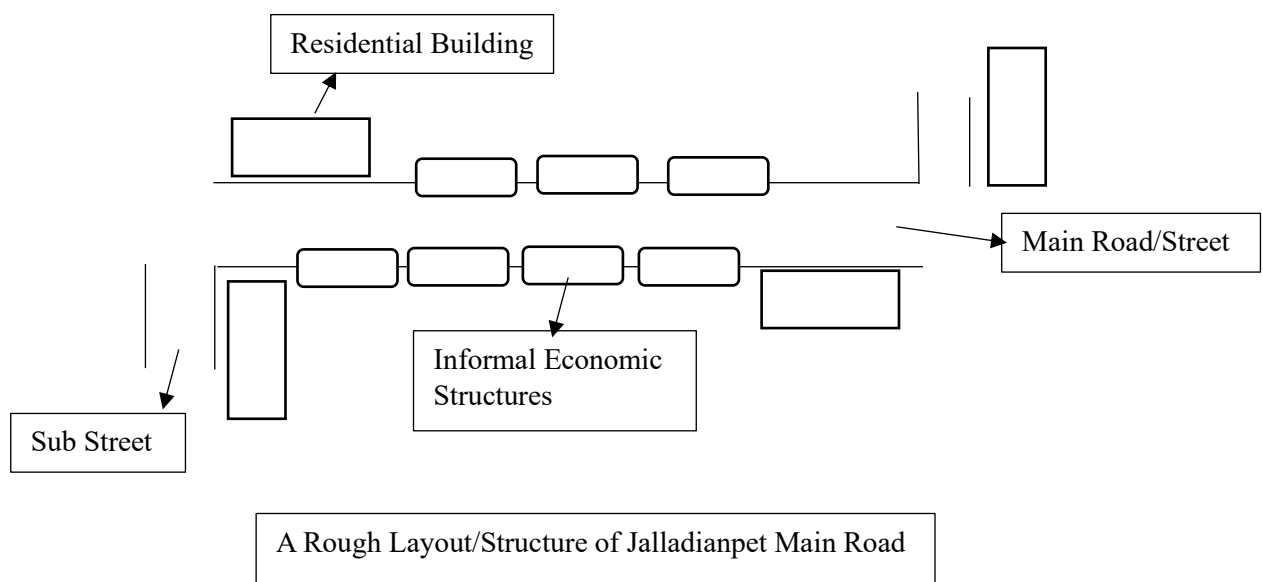 Residential Building
Main Road/Street
Informal Economic
Structures
Sub Street
A Rough Layout/Structure of Jalladianpet Main Road